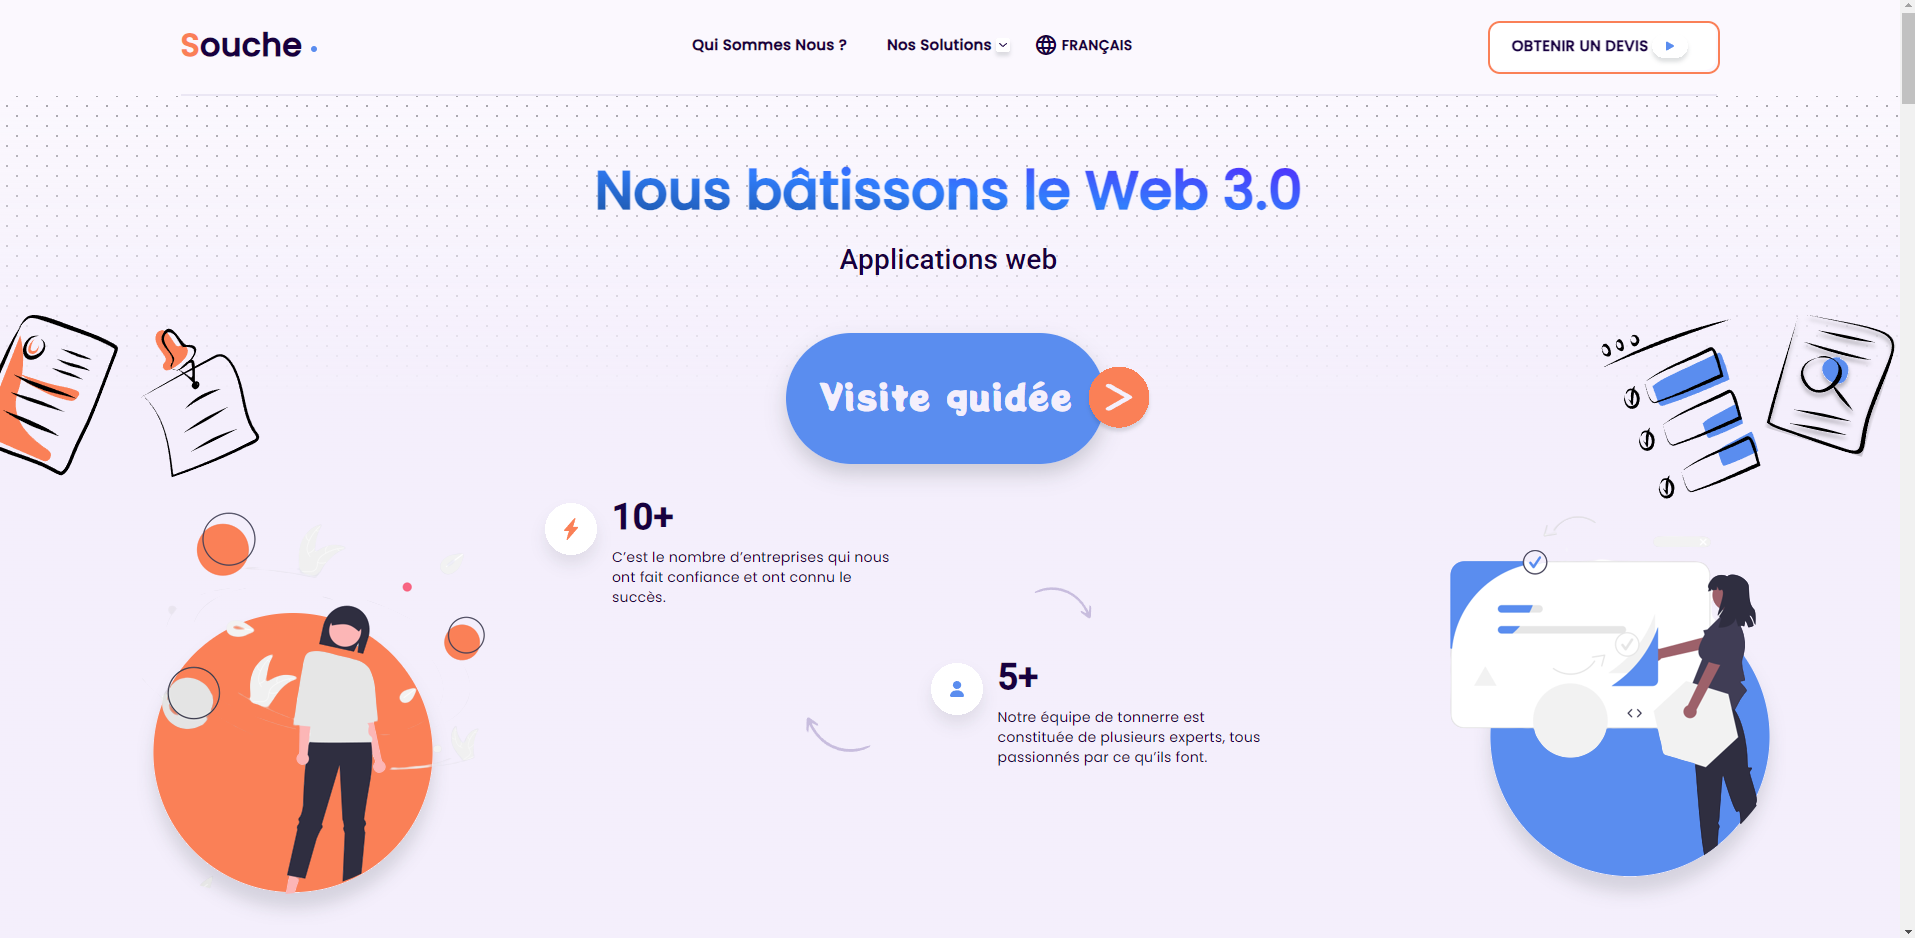 Souche
Qui Sommes Nous ?
Nos Solutions
FRANÇAIS
OBTENIR UN DEVIS
Nous bâtissons le Web 3.0
Applications web
Visite guidée
10+
C’est le nombre d’entreprises qui nous
ont fait confiance et ont connu le
succès.
5+
Notre équipe de tonnerre est
constituée de plusieurs experts, tous
passionnés par ce qu’ils font.